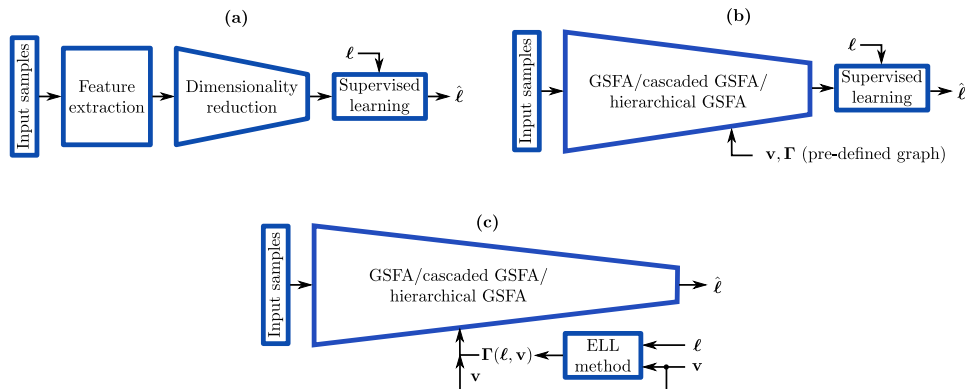 (a)
Input samples
Feature
extraction
Dimensionality
reduction
ℓ
Supervised
learning
ℓ̂
(b)
Input samples
GSFA/cascaded GSFA/
hierarchical GSFA
ℓ
Supervised
learning
ℓ̂
v, Γ (pre-defined graph)
(c)
Input samples
GSFA/cascaded GSFA/
hierarchical GSFA
ℓ̂
Γ(ℓ, v)
v
ELL
method
ℓ
v